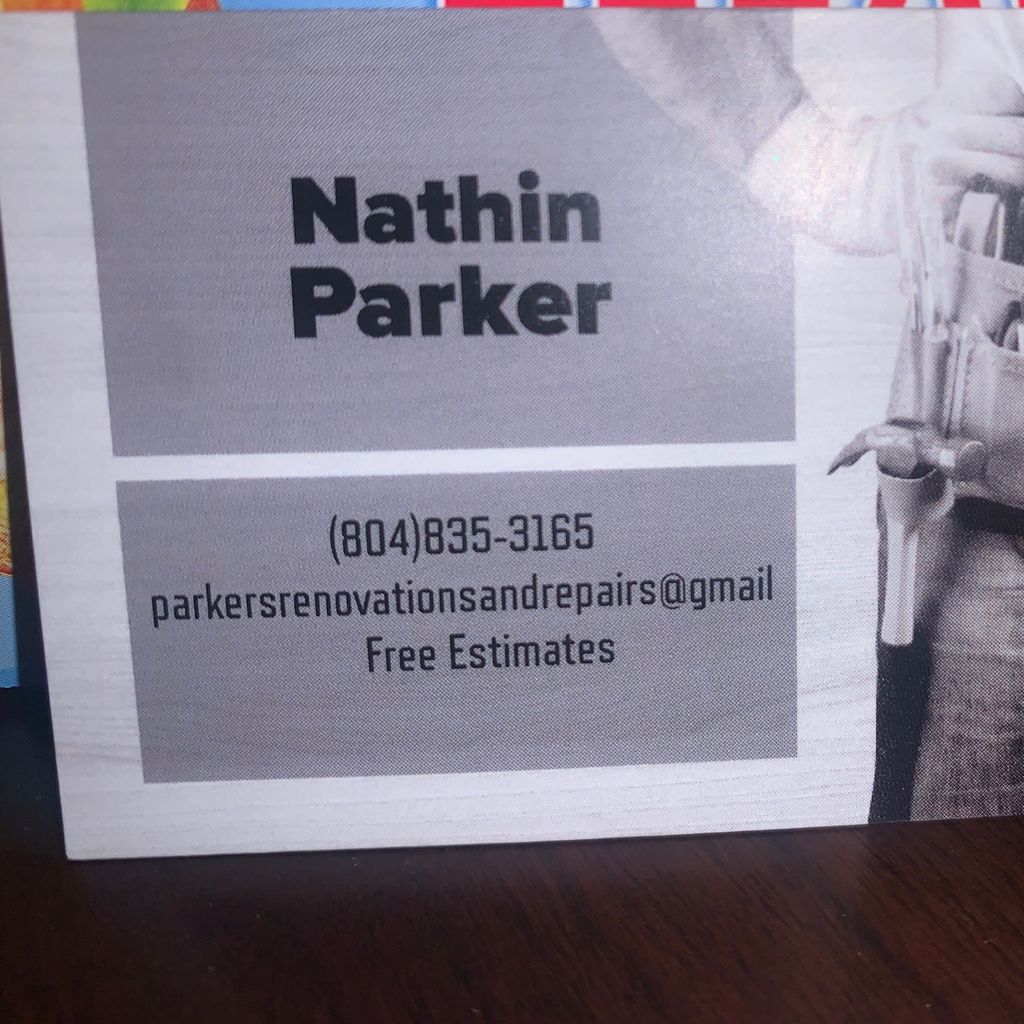 Nathin
Parker
(804)835-3165
parkersrenovationsandrepairs@gmail
Free Estimates